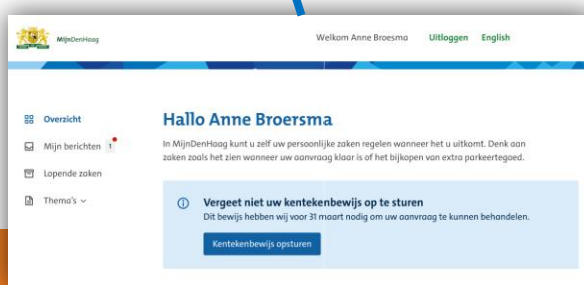 MijnDenHaag
Welkom Anne Broesma Uitloggen English
Overzicht
Mijn berichten 1
Lopende zaken
Thema's
Hallo Anne Broersma
In MijnDenHaag kunt u zelf uw persoonlijke zaken regelen wanneer het u uitkomt. Denk aan
zaken zoals het zien wanneer uw aanvraag klaar is of het bijkopen van extra parkeertegoed.
Vergeet niet uw kentekenbewijs op te sturen
Dit bewijs hebben wij voor 31 maart nodig om uw aanvraag te kunnen behandelen.
Kentekenbewijs opsturen